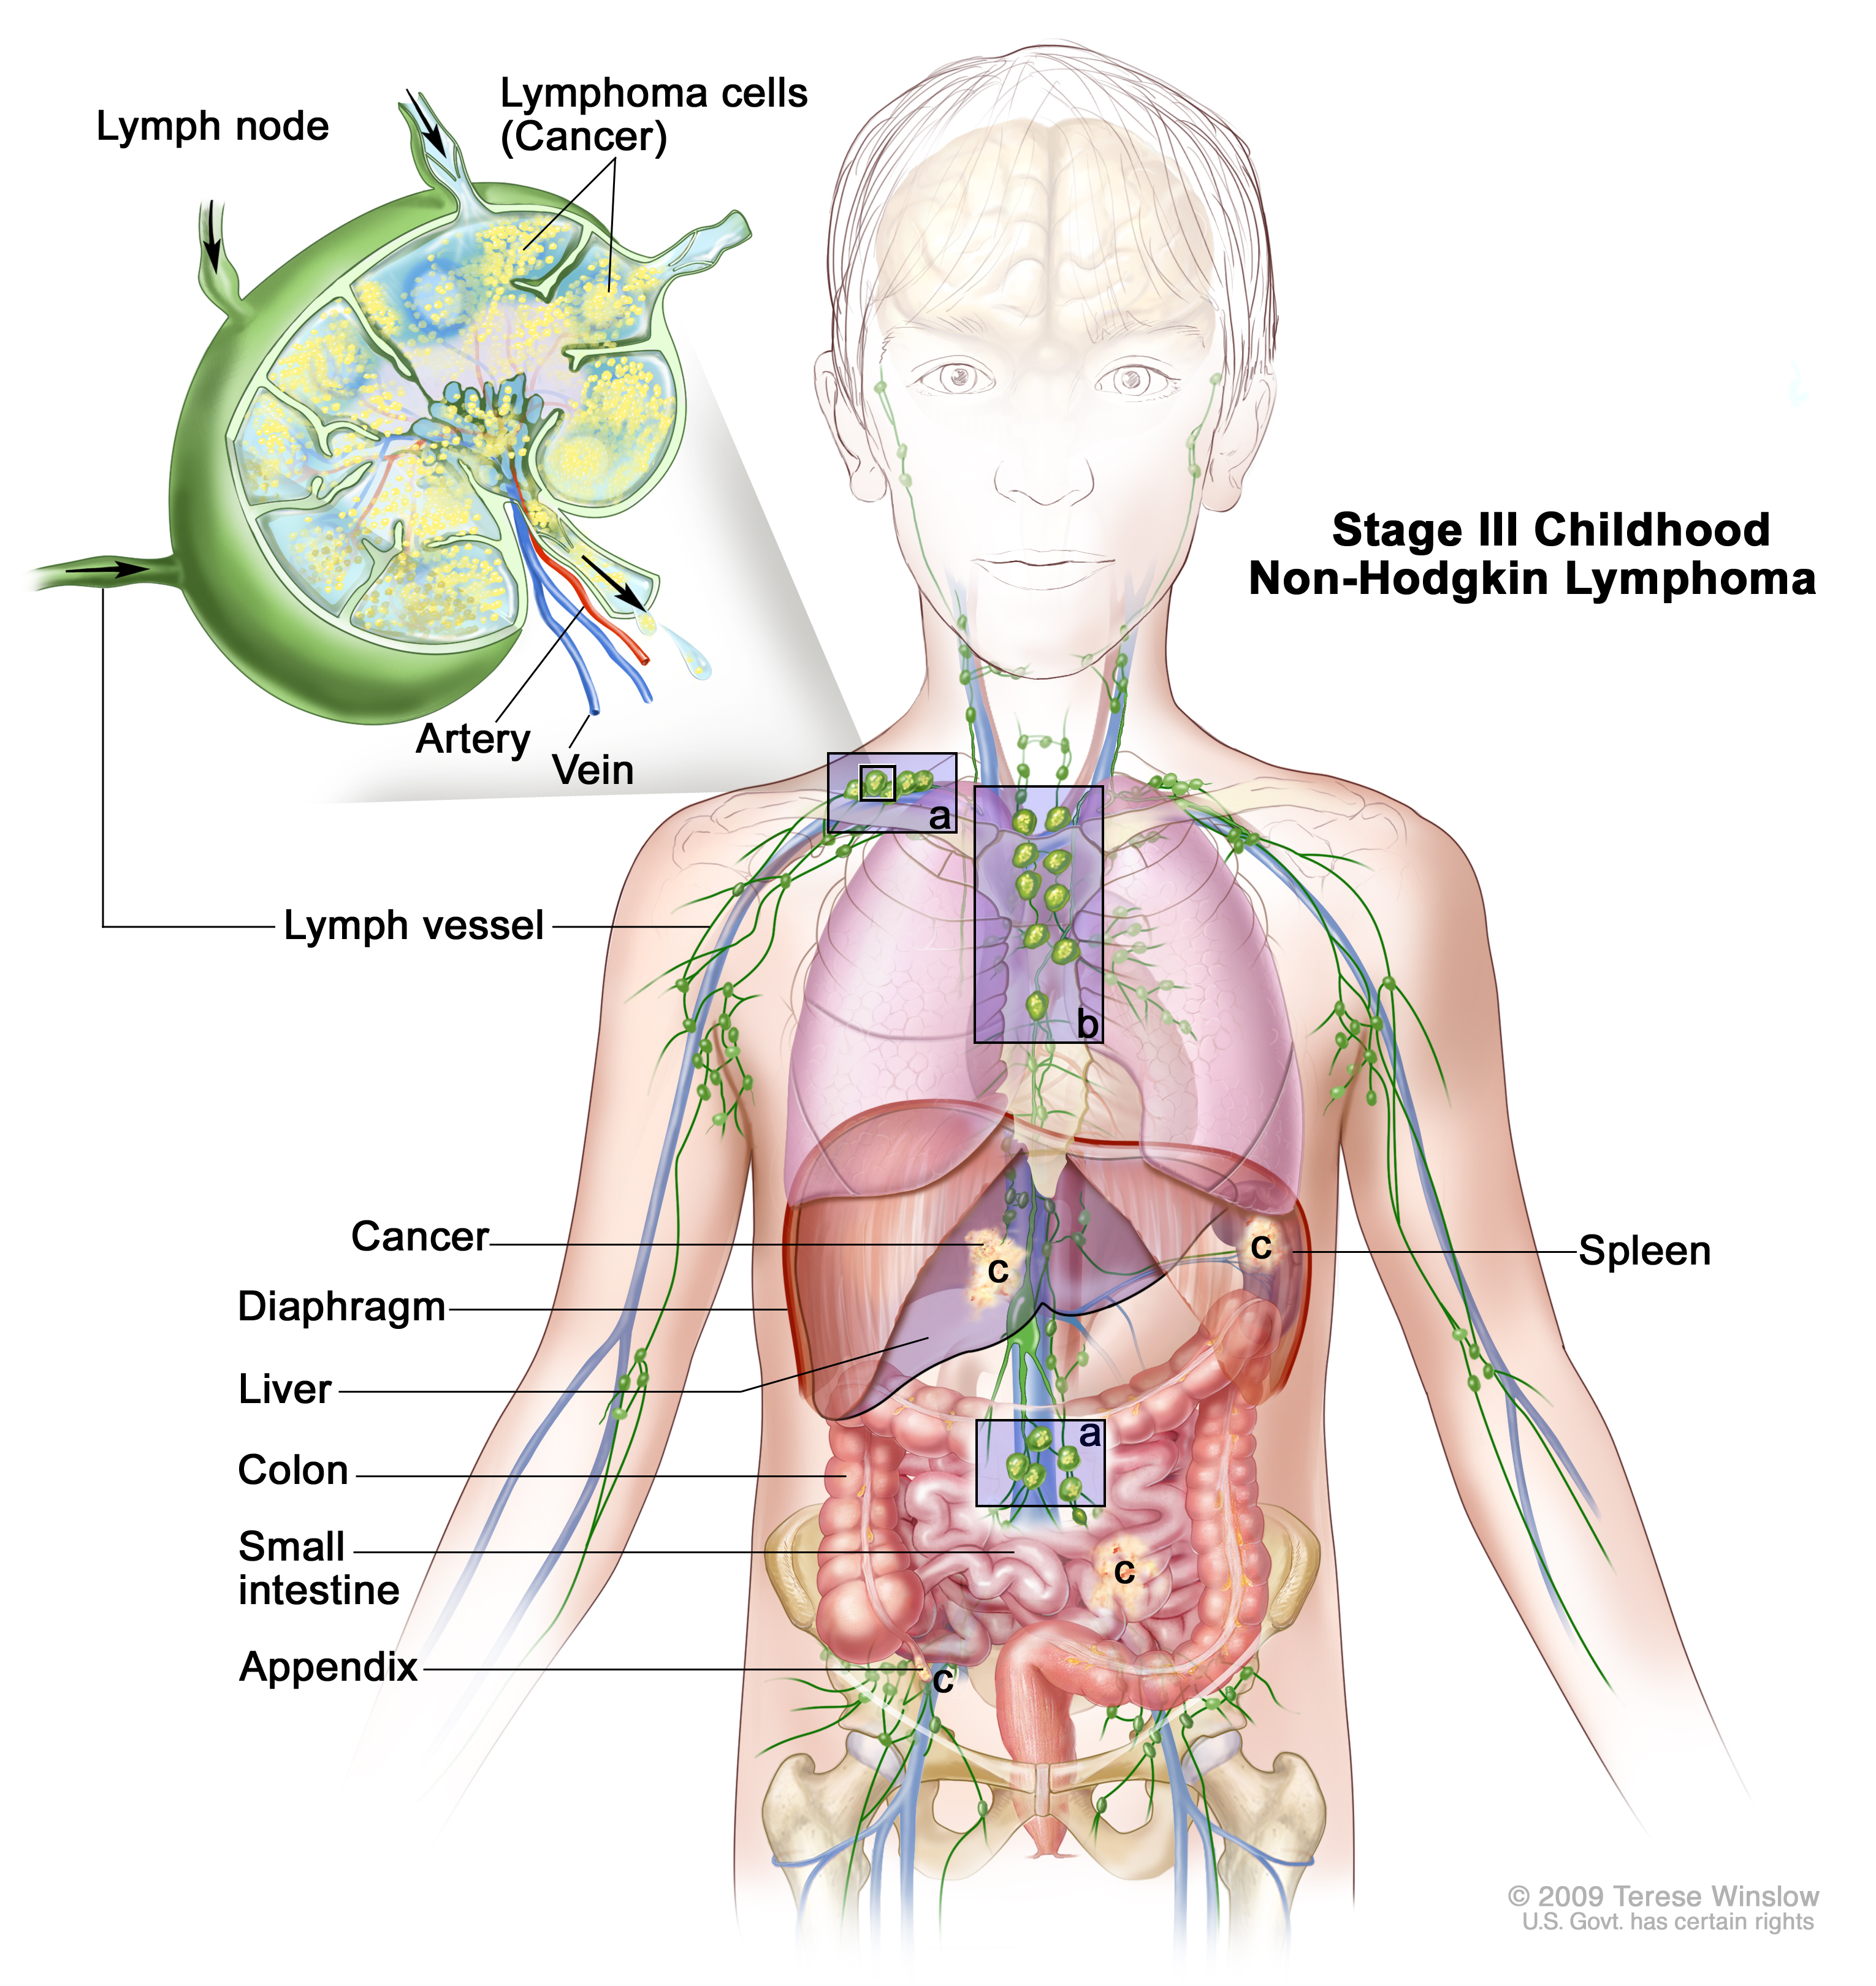 Lymph node
Lymphoma cells
(Cancer)
Stage III Childhood
Non-Hodgkin Lymphoma
Artery
Vein
a
Lymph vessel
b
Cancer
c
c
Spleen
Diaphragm
Liver
a
Colon
Small
intestine
c
Appendix
c
© 2009 Terese Winslow
U.S. Govt. has certain rights